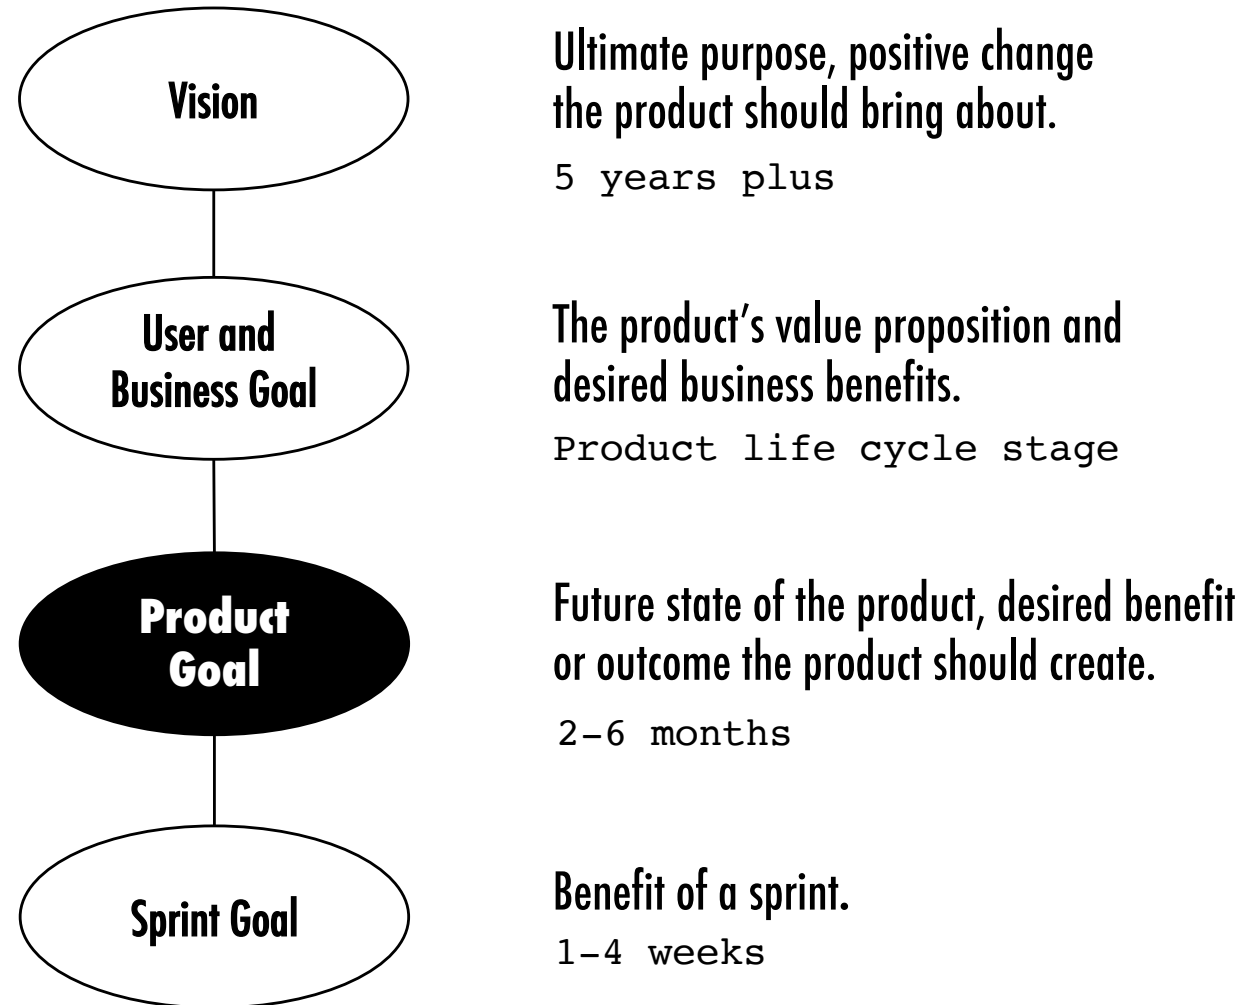 Vision
Ultimate purpose, positive change
the product should bring about.
5 years plus
User and
Business Goal
The product's value proposition and
desired business benefits.
Product life cycle stage
Product
Goal
Future state of the product, desired benefit
or outcome the product should create.
2-6 months
Sprint Goal
Benefit of a sprint.
1-4 weeks